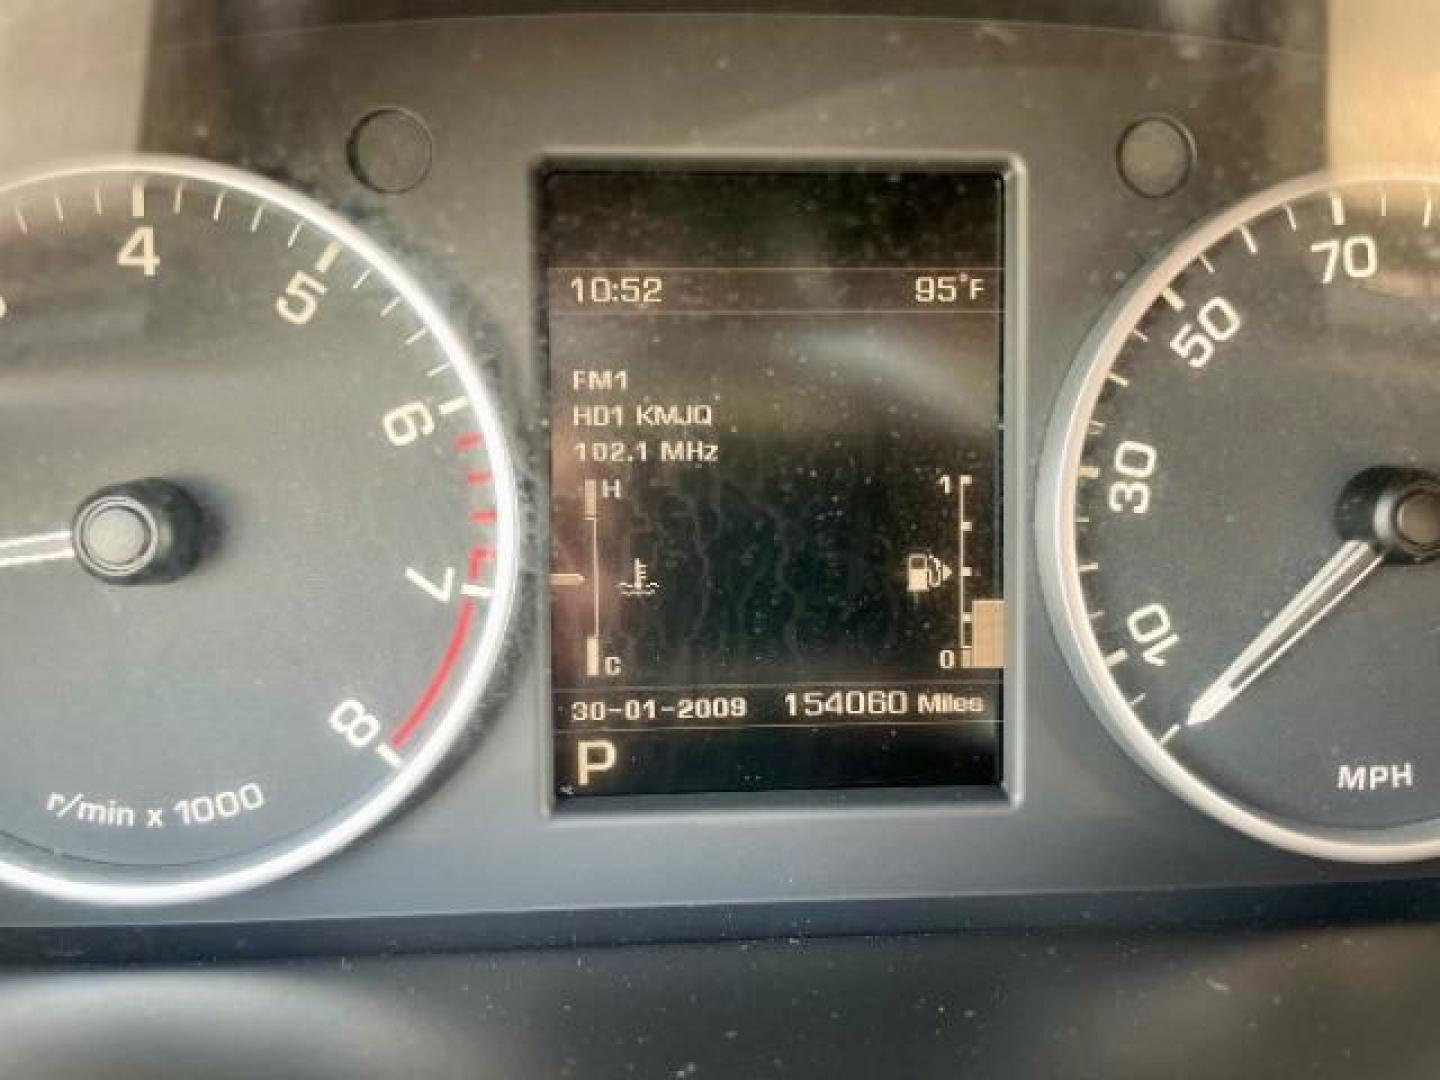 10:52 95°F
FM1
HD1 KMJQ
102.1 MHz
H
1
C
0
30-01-2009 154060 Miles
P
4
5
6
7
8
r/min x 1000
10
30
50
70
MPH